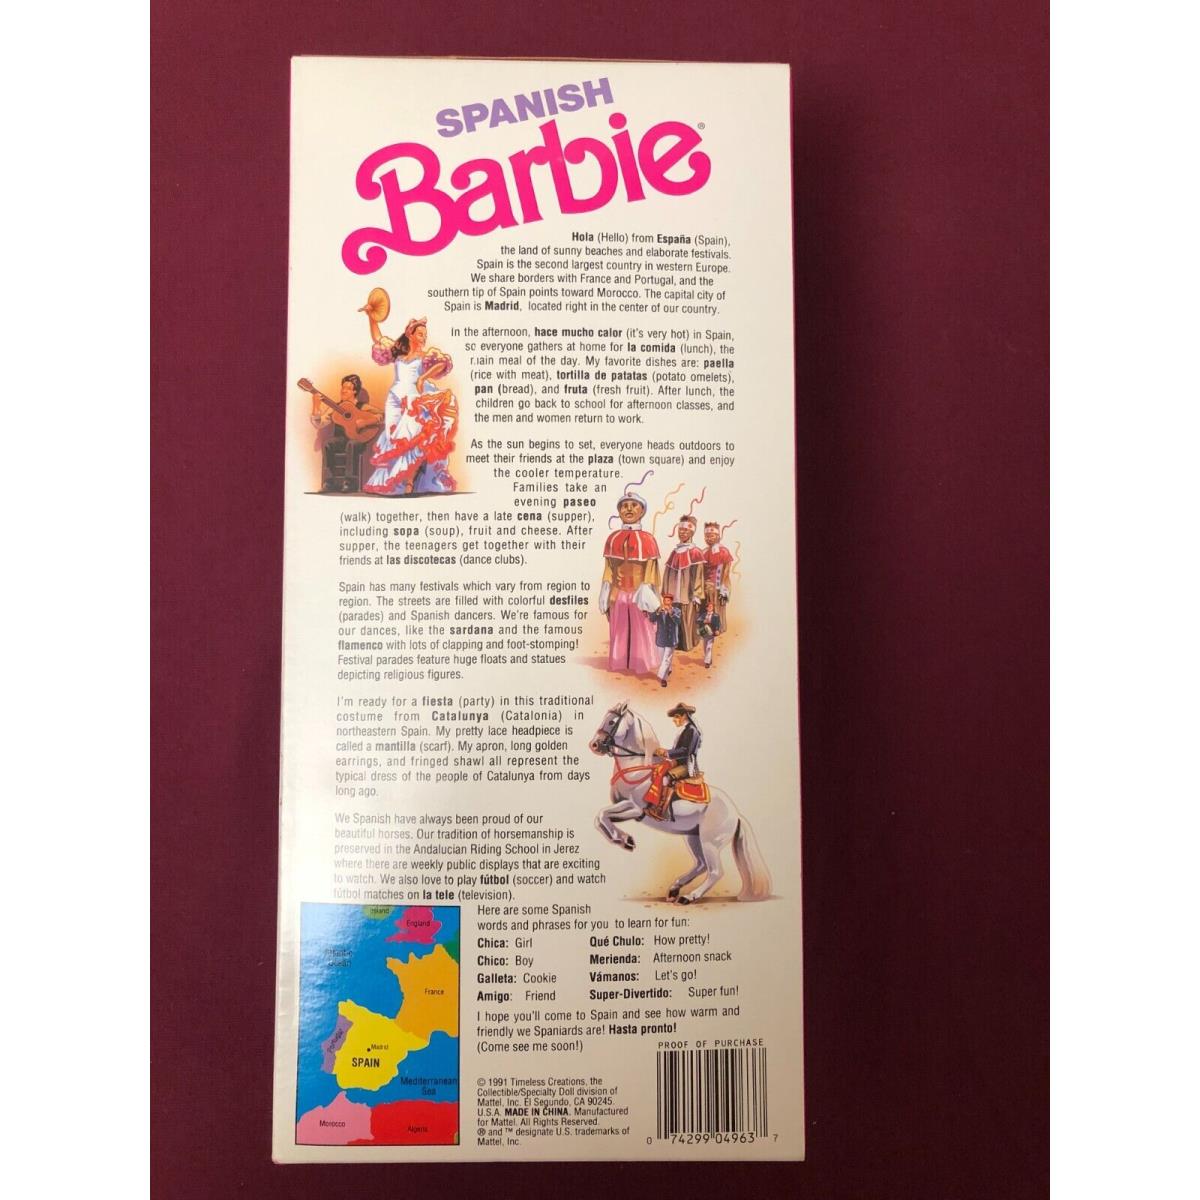 SPANISH
Barbie®
Hola (Hello) from España (Spain),
the land of sunny beaches and elaborate festivals.
Spain is the second largest country in western Europe.
We share borders with France and Portugal, and the
southern tip of Spain points toward Morocco. The capital city of
Spain is Madrid, located right in the center of our country.
In the afternoon, hace mucho calor (it's very hot) in Spain,
so everyone gathers at home for la comida (lunch), the
main meal of the day. My favorite dishes are: paella
(rice with meat), tortilla de patatas (potato omelets),
pan (bread), and fruta (fresh fruit). After lunch, the
children go back to school for afternoon classes, and
the men and women return to work.
As the sun begins to set, everyone heads outdoors to
meet their friends at the plaza (town square) and enjoy
the cooler temperature.
Families take an
evening paseo
(walk) together, then have a late cena (supper),
including sopa (soup), fruit and cheese. After
supper, the teenagers get together with their
friends at las discotecas (dance clubs).
Spain has many festivals which vary from region to
region. The streets are filled with colorful desfiles
(parades) and Spanish dancers. We're famous for
our dances, like the sardana and the famous
flamenco with lots of clapping and foot-stomping!
Festival parades feature huge floats and statues
depicting religious figures.
I'm ready for a fiesta (party) in this traditional
costume from Catalunya (Catalonia) in
northeastern Spain. My pretty lace headpiece is
called a mantilla (scarf). My apron, long golden
earrings, and fringed shawl all represent the
typical dress of the people of Catalunya from days
long ago.
We Spanish have always been proud of our
beautiful horses. Our tradition of horsemanship is
preserved in the Andalucian Riding School in Jerez
where there are weekly public displays that are exciting
to watch. We also love to play fútbol (soccer) and watch
fútbol matches on la tele (television).
Ireland
England
Atlantic
Ocean
France
Portugal
Madrid
SPAIN
Mediterranean
Sea
Morocco
Algeria
Here are some Spanish
words and phrases for you to learn for fun:
Chica: Girl Qué Chulo: How pretty!
Chico: Boy Merienda: Afternoon snack
Galleta: Cookie Vámanos: Let's go!
Amigo: Friend Super-Divertido: Super fun!
I hope you'll come to Spain and see how warm and
friendly we Spaniards are! Hasta pronto!
(Come see me soon!)
PROOF OF PURCHASE
© 1991 Timeless Creations, the
Collectible/Specialty Doll division of
Mattel, Inc. El Segundo, CA 90245.
U.S.A. MADE IN CHINA. Manufactured
for Mattel. All Rights Reserved.
® and ™ designate U.S. trademarks of
Mattel, Inc.
0 74299 04963 7